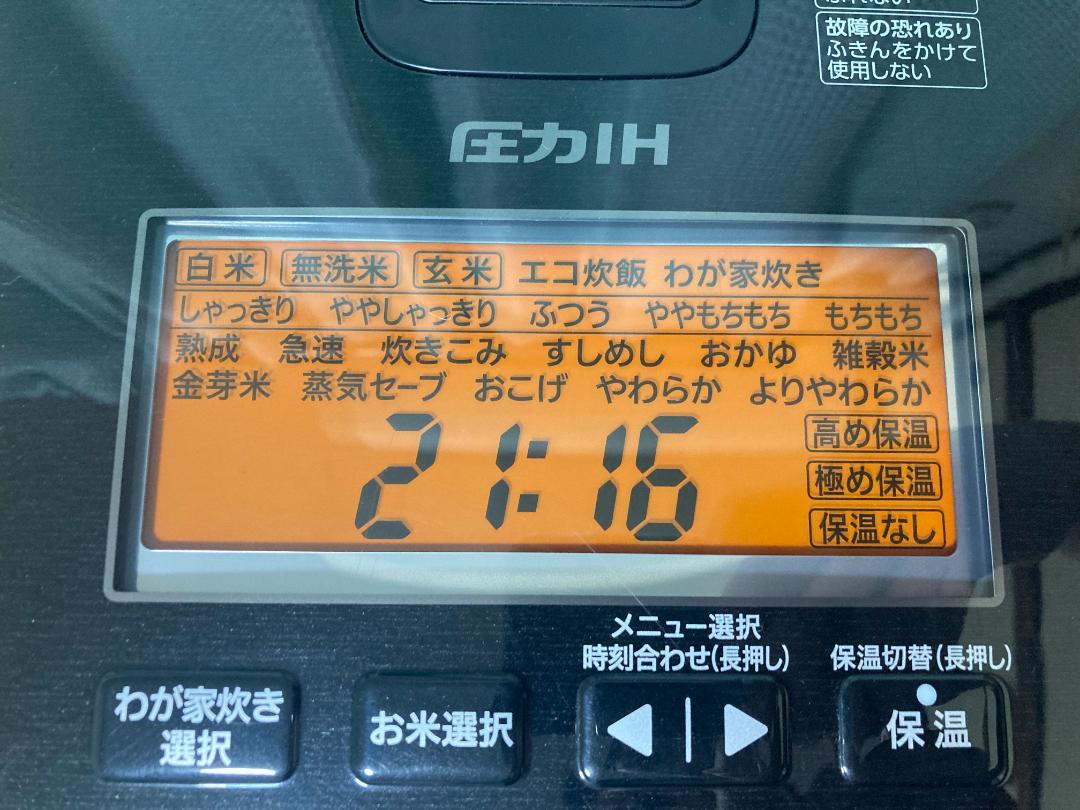 故障の恐れあり
ふきんをかけて
使用しない
圧力IH
白米 無洗米 玄米 エコ炊飯 わが家炊き
しゃっきり ややしゃっきり ふつう ややもちもち もちもち
熟成 急速 炊きこみ すしめし おかゆ 雑穀米
金芽米 蒸気セーブ おこげ やわらか よりやわらか
21:16
高め保温
極め保温
保温なし
メニュー選択
時刻合わせ(長押し) 保温切替(長押し)
わが家炊き
選択
お米選択
保温